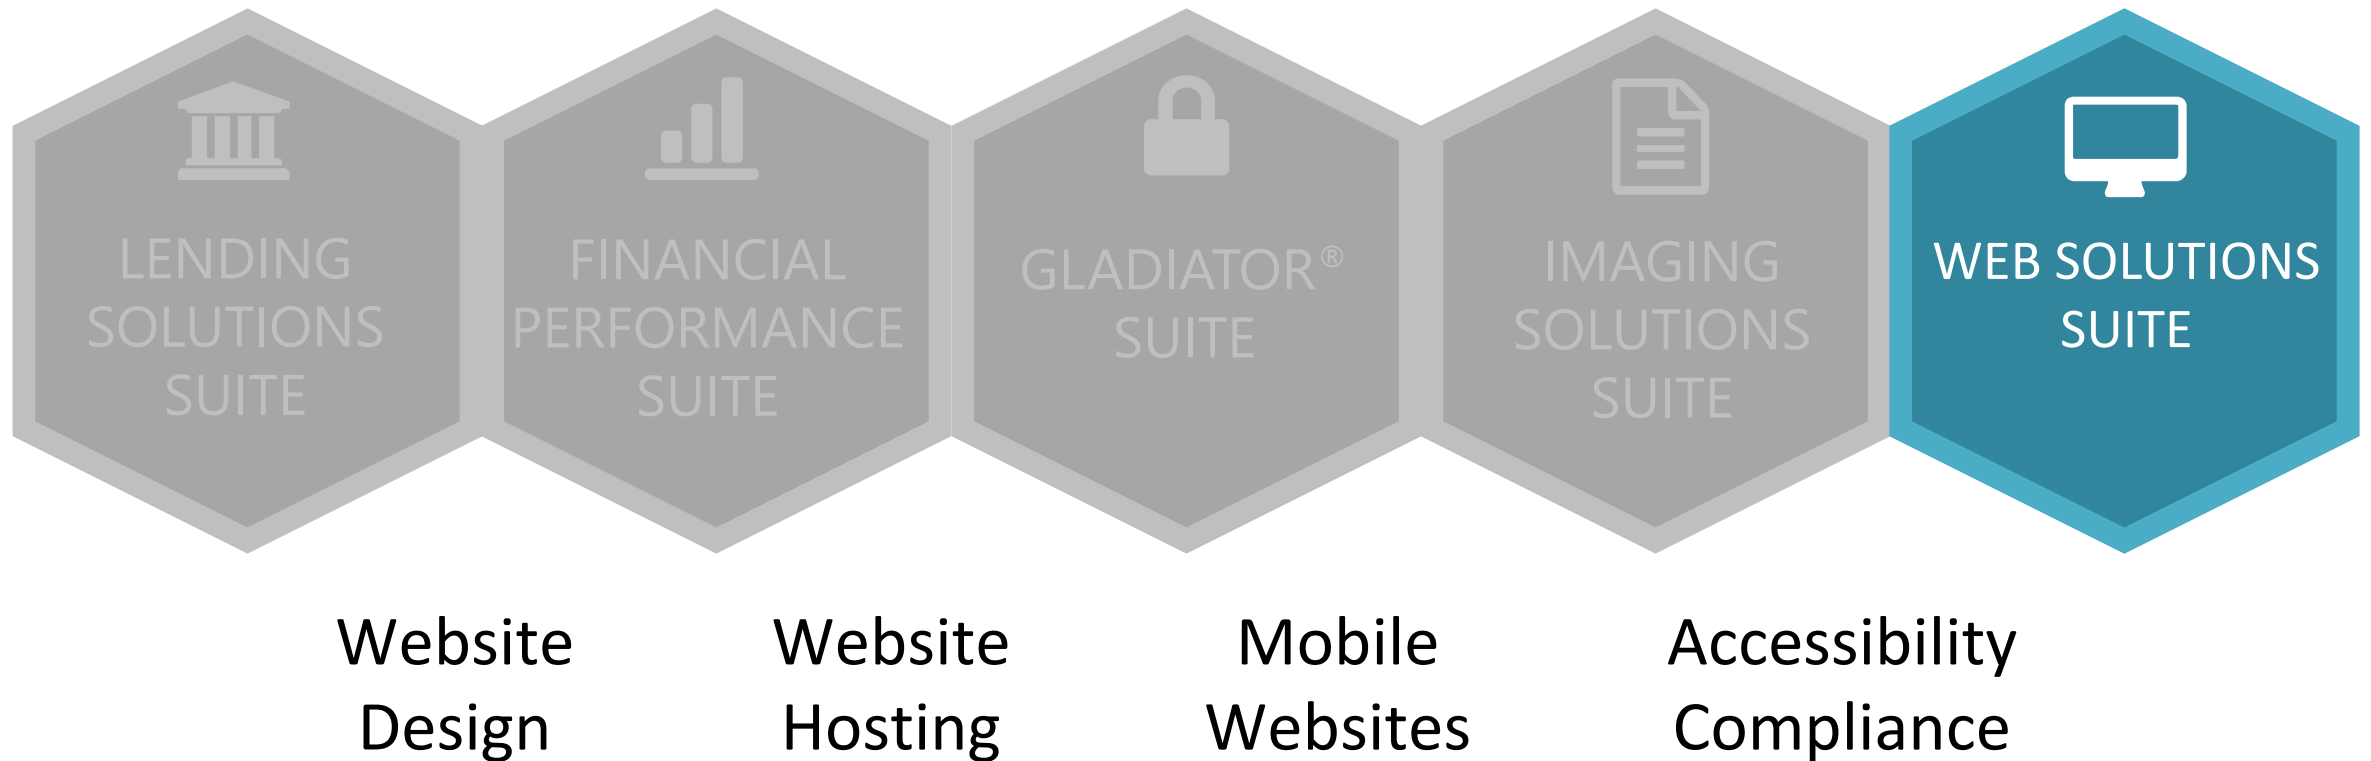 LENDING
SOLUTIONS
SUITE
FINANCIAL
PERFORMANCE
SUITE
GLADIATOR®
SUITE
IMAGING
SOLUTIONS
SUITE
WEB SOLUTIONS
SUITE
Website
Design
Website
Hosting
Mobile
Websites
Accessibility
Compliance